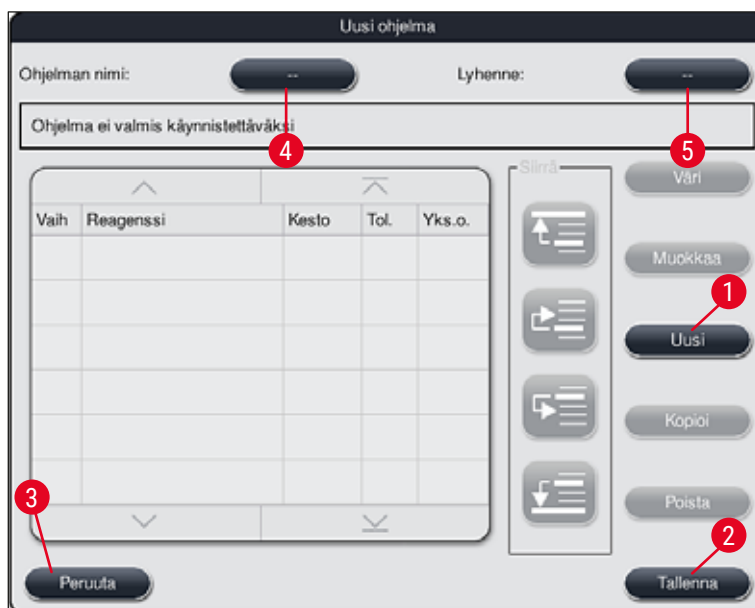 Uusi ohjelma
Ohjelman nimi: -- Lyhenne: --
Ohjelma ei valmis käynnistettäväksi
4 5
Siirrä Väri
Vaih Reagenssi Kesto Tol. Yks.o.
Muokkaa
1
Uusi
Kopioi
3
Poista
2
Peruuta Tallenna